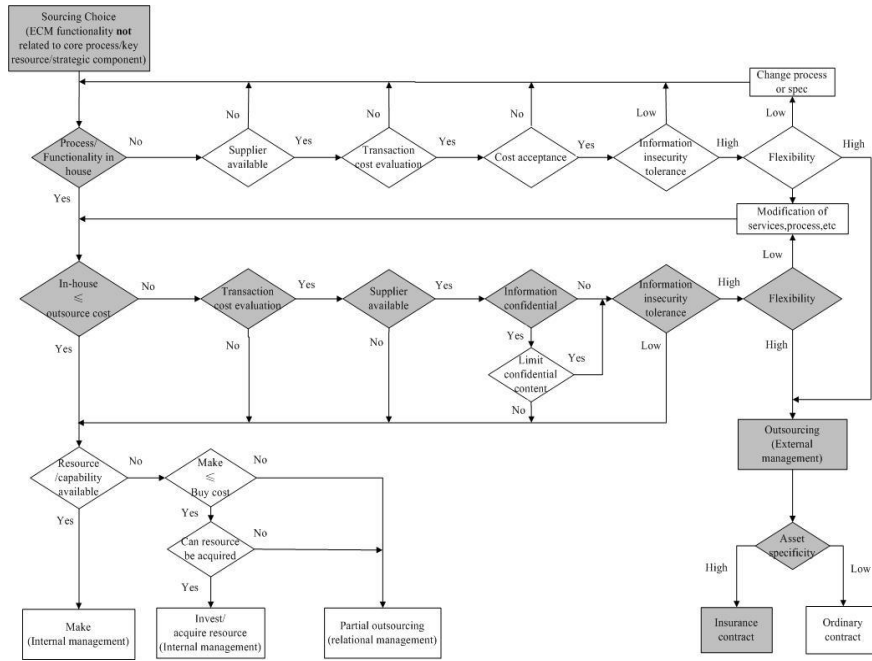 Sourcing Choice
(ECM functionality not
related to core process/key
resource/strategic component)
Change process
or spec
No
No
No
Low
Low
Process/
Functionality in
house
No
Supplier
available
Yes
Transaction
cost evaluation
Yes
Cost acceptance
Yes
Information
insecurity
tolerance
High
Flexibility
High
Yes
Modification of
services,process,etc
In-house
≤
outsource cost
No
Transaction
cost evaluation
Yes
Supplier
available
Yes
Information
confidential
No
Information
insecurity
tolerance
High
Low
Flexibility
Yes
No
No
Yes
Limit
confidential
content
Yes
No
Low
High
Resource
/capability
available
No
Make
≤
Buy cost
No
Outsourcing
(External
management)
Yes
Yes
Can resource
be acquired
No
Yes
Asset
specificity
High
Low
Make
(Internal management)
Invest/
acquire resource
(Internal management)
Partial outsourcing
(relational management)
Insurance
contract
Ordinary
contract